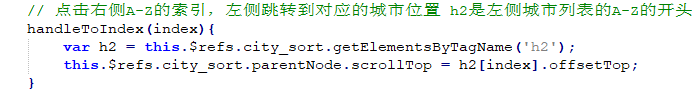 // 点击右侧A-Z的索引，左侧跳转到对应的城市位置 h2是左侧城市列表的A-Z的开头
handleToIndex(index){
    var h2 = this.$refs.city_sort.getElementsByTagName('h2');
    this.$refs.city_sort.parentNode.scrollTop = h2[index].offsetTop;
}